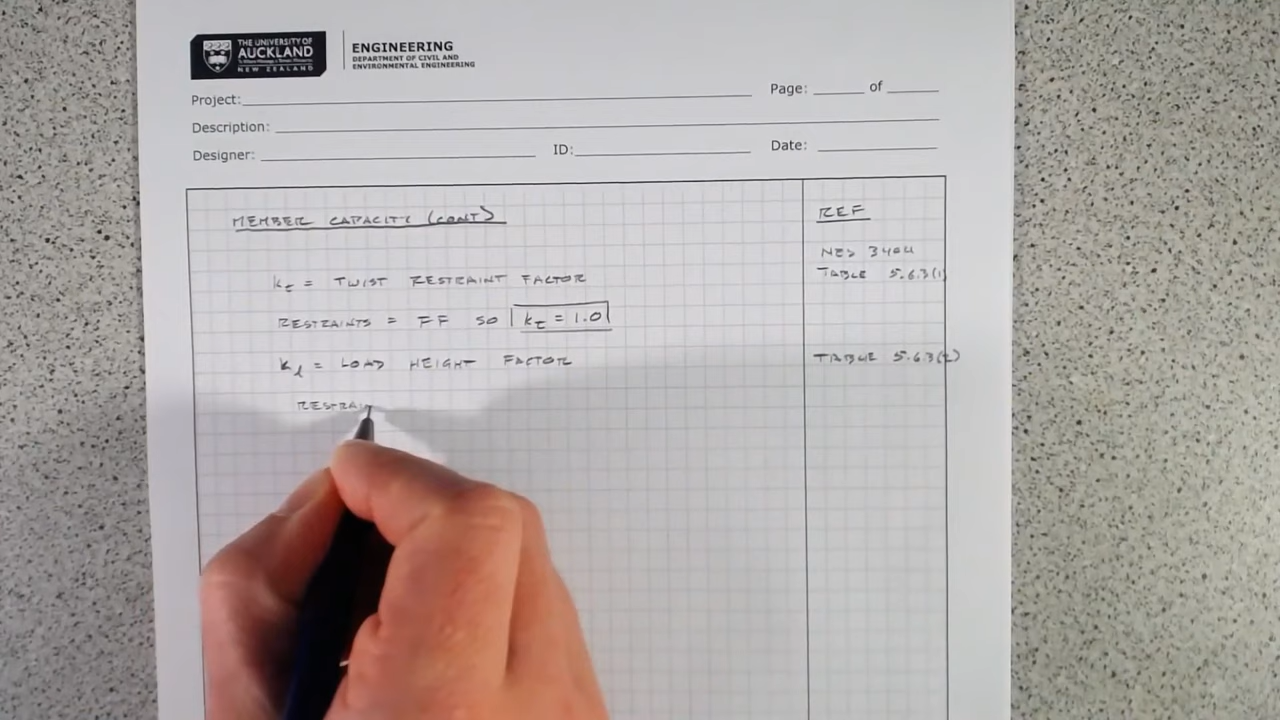 THE UNIVERSITY OF
AUCKLAND
NEW ZEALAND
ENGINEERING
DEPARTMENT OF CIVIL AND
ENVIRONMENTAL ENGINEERING
Project:
Page: of
Description:
Designer: ID: Date:
MEMBER CAPACITY (CONT)
REF
NZS 3404
kt = TWIST RESTRAINT FACTOR
TABLE 5.6.3(1)
RESTRAINTS = FF SO kt = 1.0
kl = LOAD HEIGHT FACTOR
TABLE 5.6.3(2)
RESTRAIN